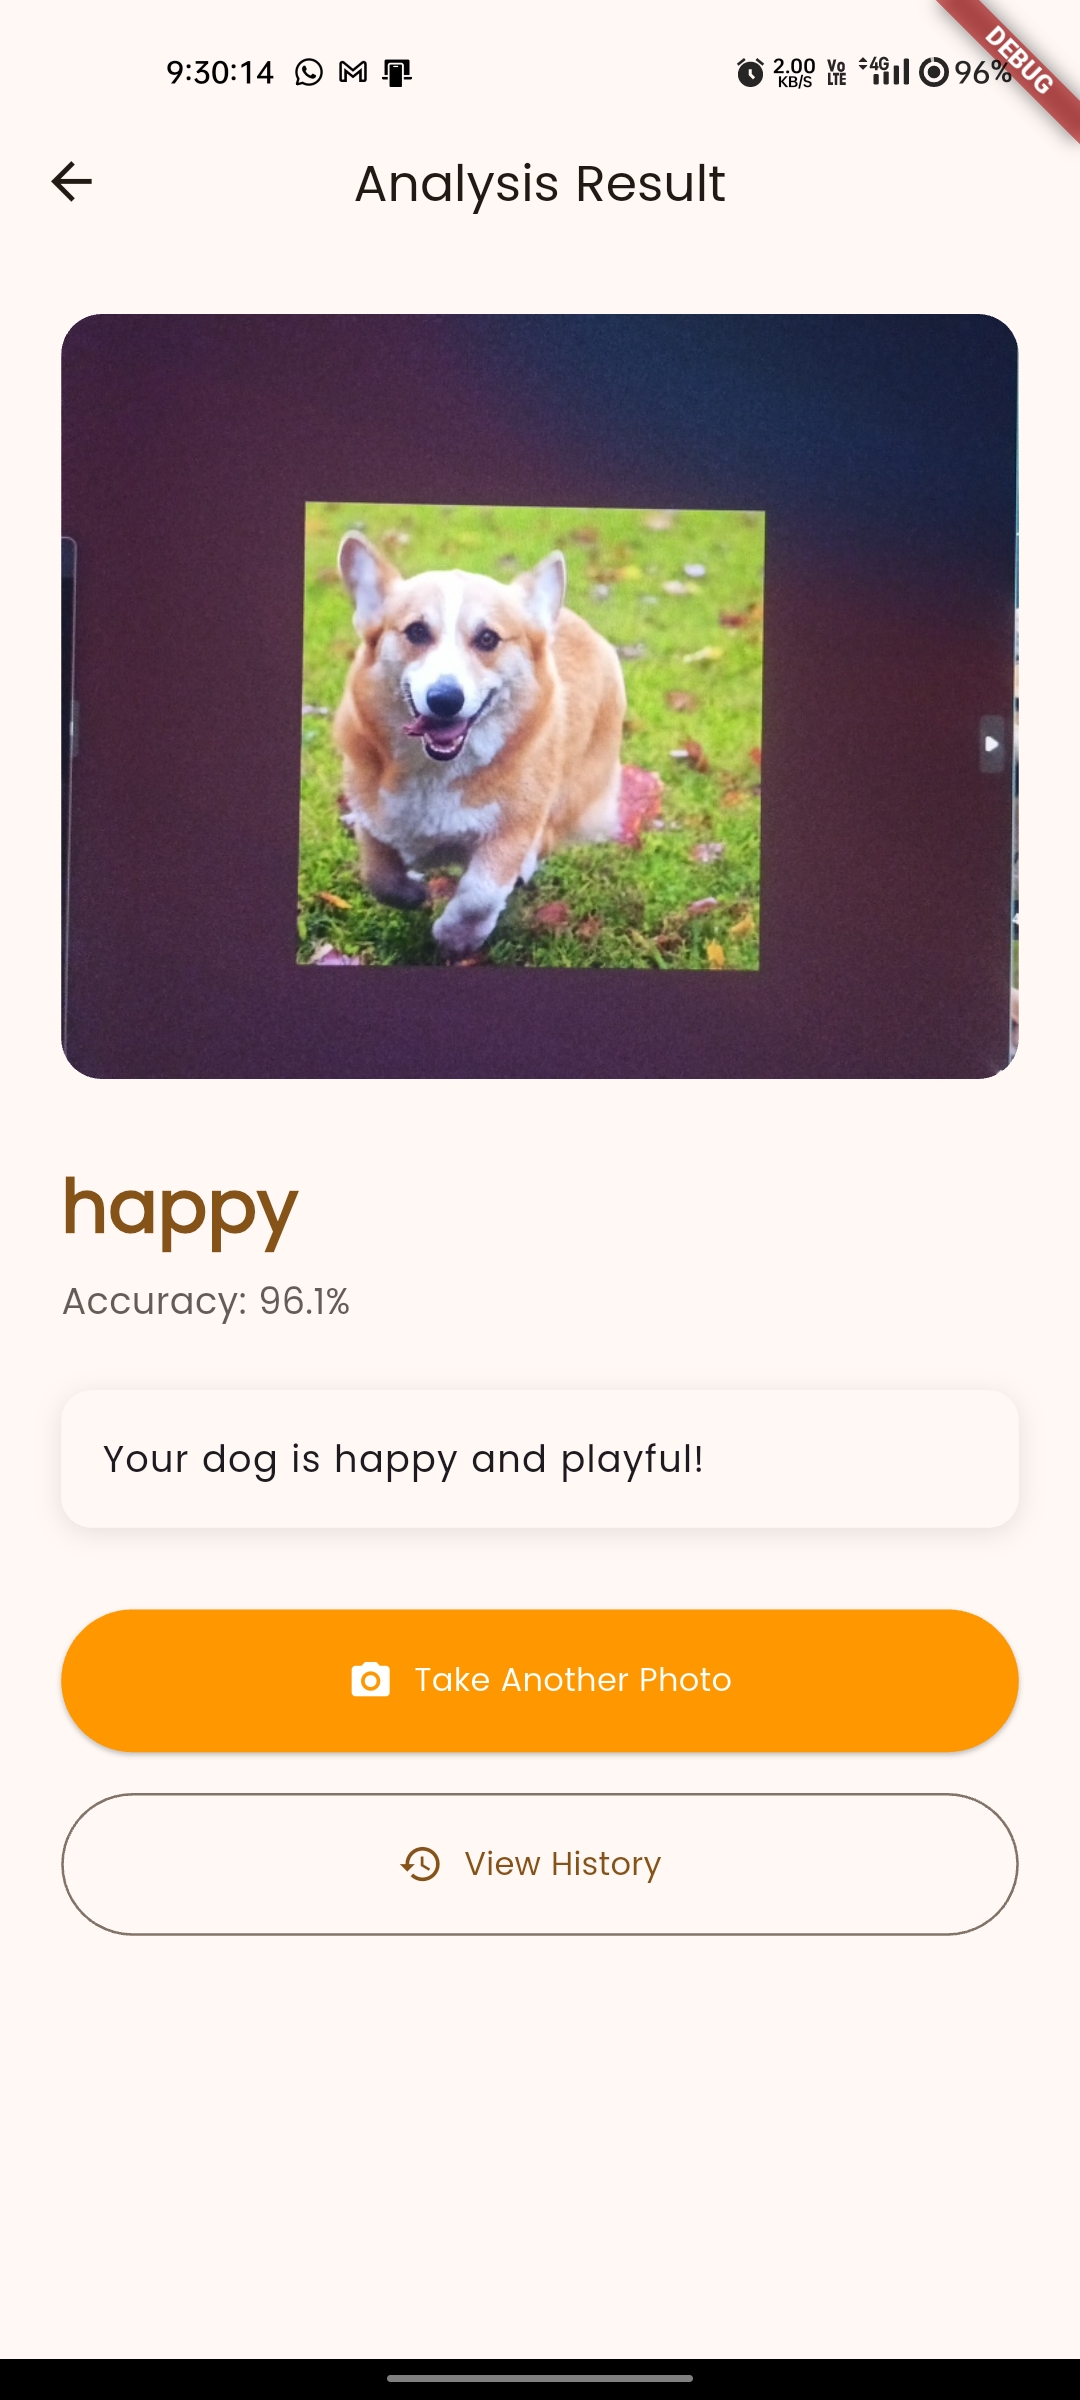 9:30:14
2.00 KB/S Vo LTE 4G 96%
DEBUG
Analysis Result
happy
Accuracy: 96.1%
Your dog is happy and playful!
Take Another Photo
View History